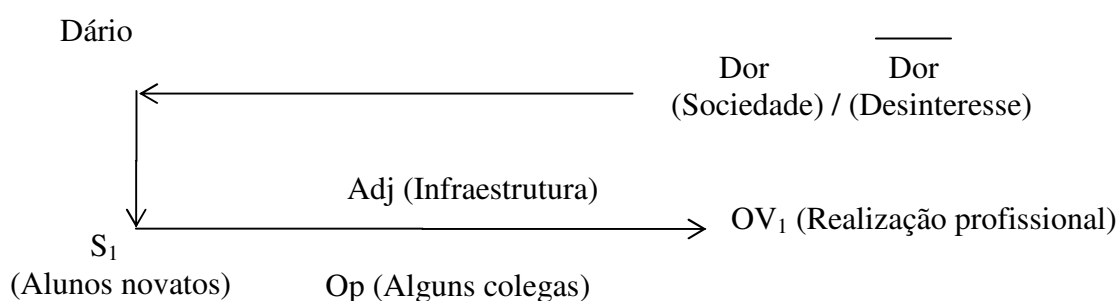 Dário
Dor Dor
(Sociedade) / (Desinteresse)
Adj (Infraestrutura)
OV₁ (Realização profissional)
S₁
(Alunos novatos) Op (Alguns colegas)